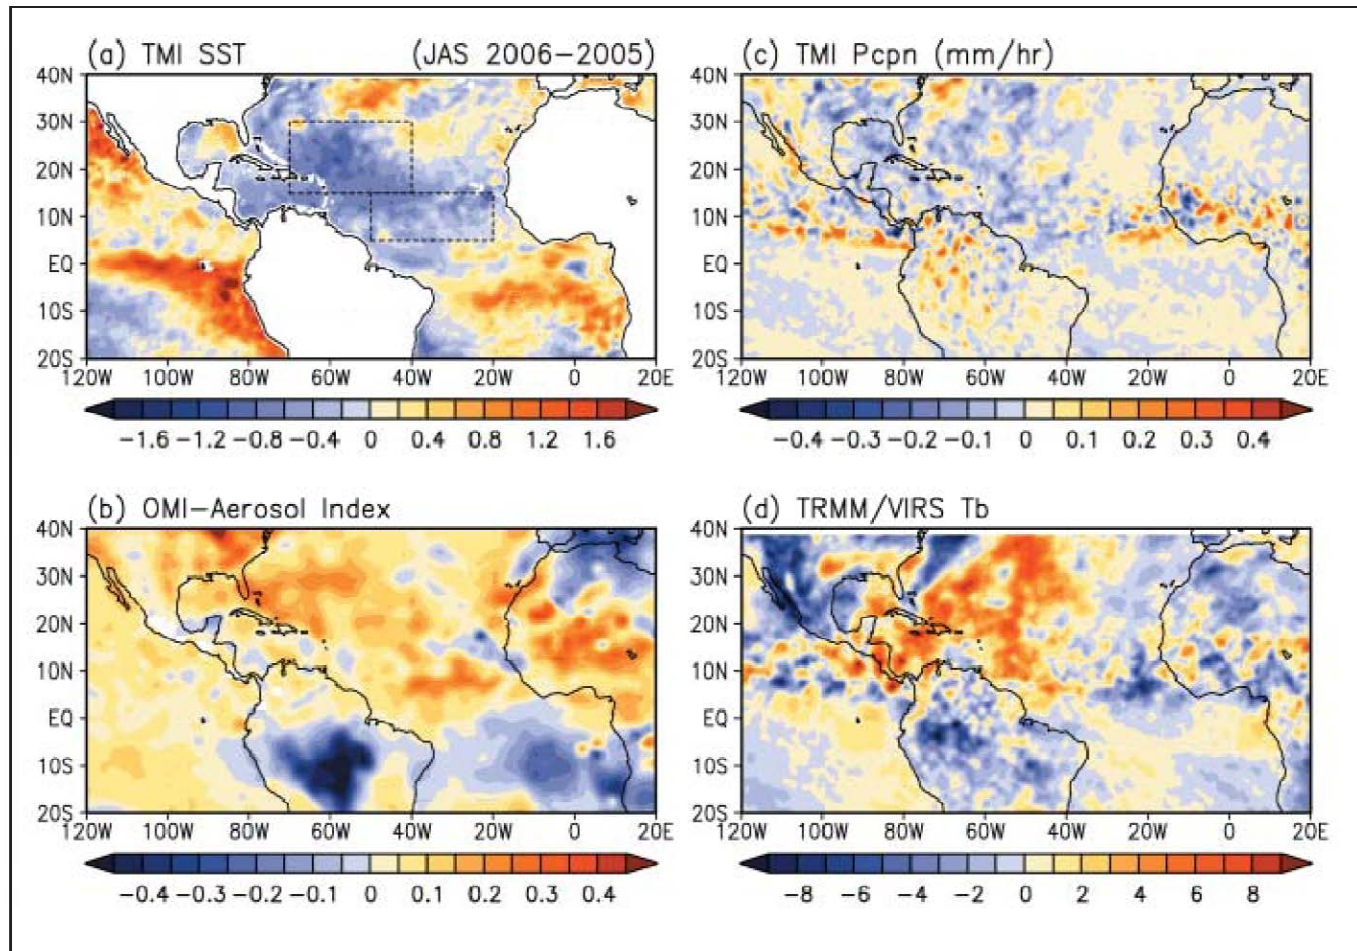 (a) TMI SST (JAS 2006-2005)
40N
30N
20N
10N
EQ
10S
20S
120W 100W 80W 60W 40W 20W 0 20E
-1.6 -1.2 -0.8 -0.4 0 0.4 0.8 1.2 1.6
(c) TMI Pcpn (mm/hr)
40N
30N
20N
10N
EQ
10S
20S
120W 100W 80W 60W 40W 20W 0 20E
-0.4 -0.3 -0.2 -0.1 0 0.1 0.2 0.3 0.4
(b) OMI-Aerosol Index
40N
30N
20N
10N
EQ
10S
20S
120W 100W 80W 60W 40W 20W 0 20E
-0.4 -0.3 -0.2 -0.1 0 0.1 0.2 0.3 0.4
(d) TRMM/VIRS Tb
40N
30N
20N
10N
EQ
10S
20S
120W 100W 80W 60W 40W 20W 0 20E
-8 -6 -4 -2 0 2 4 6 8